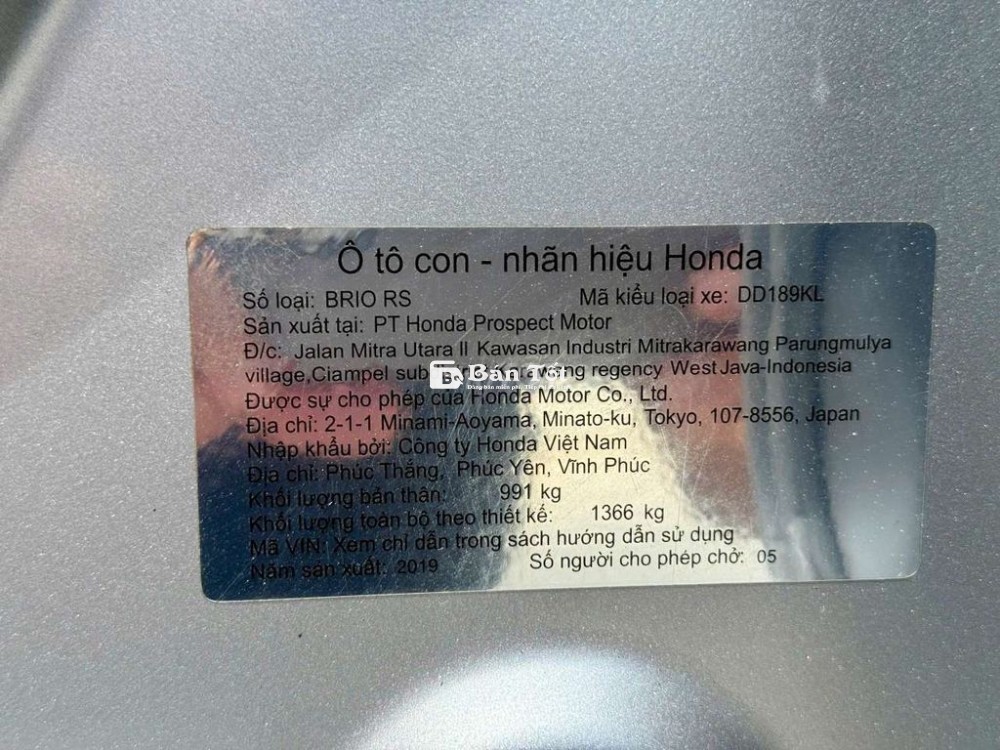 Ô tô con - nhãn hiệu Honda
Số loại: BRIO RS Mã kiểu loại xe: DD189KL
Sản xuất tại: PT Honda Prospect Motor
Đ/c: Jalan Mitra Utara II Kawasan Industri Mitrakarawang Parungmulya
village,Ciampel regency West Java-Indonesia
Bán Tốt
Được sự cho phép của Honda Motor Co., Ltd.
Địa chỉ: 2-1-1 Minami-Aoyama, Minato-ku, Tokyo, 107-8556, Japan
Nhập khẩu bởi: Công ty Honda Việt Nam
Địa chỉ: Phúc Thắng, Phúc Yên, Vĩnh Phúc
Khối lượng bản thân: 991 kg
Khối lượng toàn bộ theo thiết kế: 1366 kg
Mã VIN: Xem chỉ dẫn trong sách hướng dẫn sử dụng
Năm sản xuất: 2019 Số người cho phép chở: 05